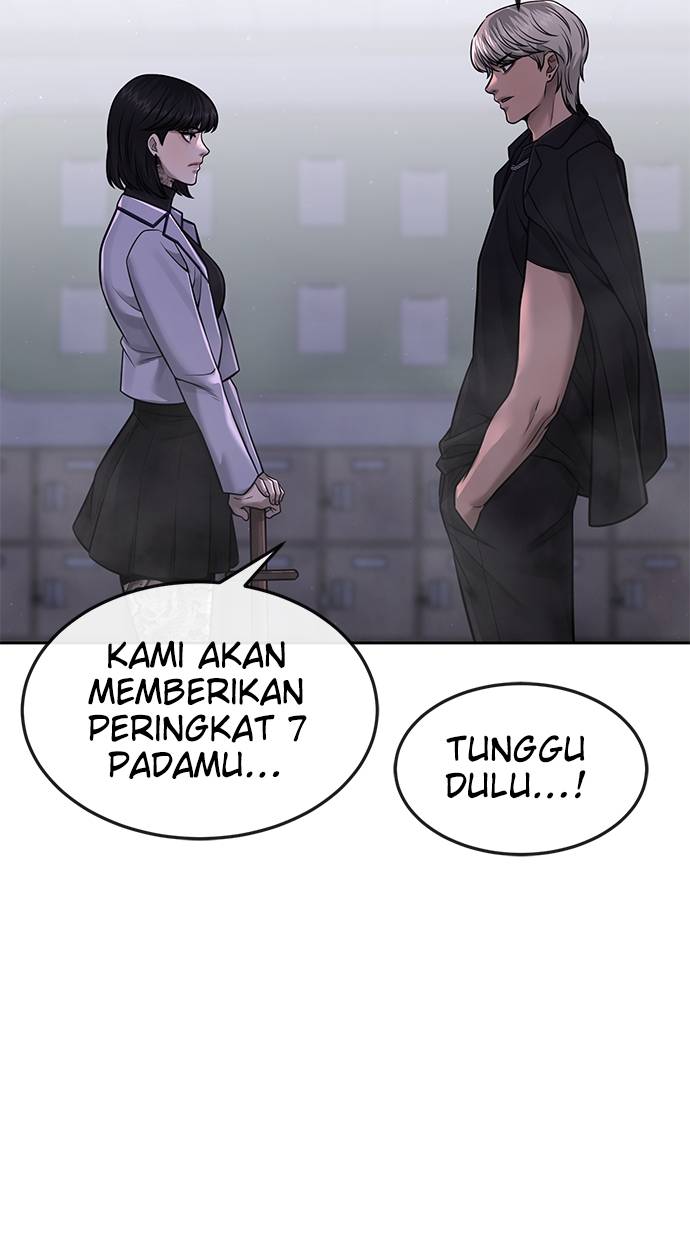 KAMI AKAN
MEMBERIKAN
PERINGKAT 7
PADAMU...
TUNGGU
DULU...!